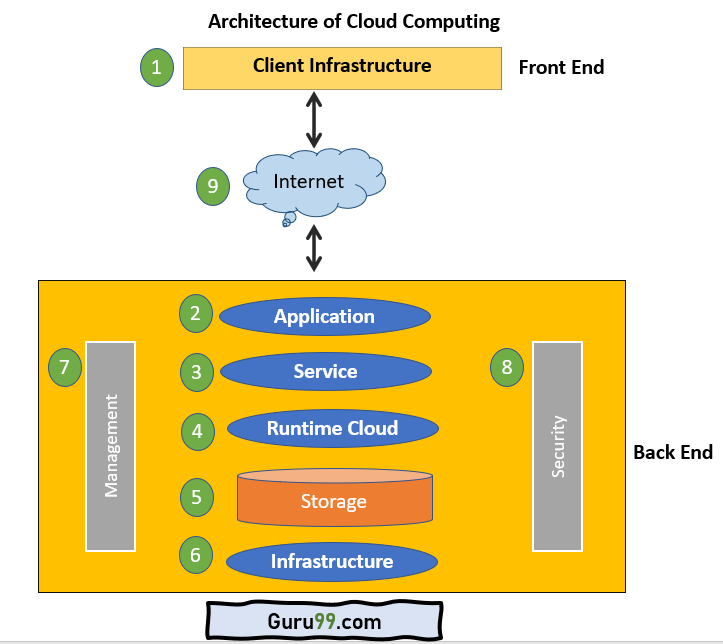 Architecture of Cloud Computing
1
Client Infrastructure
Front End
9
Internet
2
Application
7
3
Service
8
4
Runtime Cloud
Management
Security
Back End
5
Storage
6
Infrastructure
Guru99.com